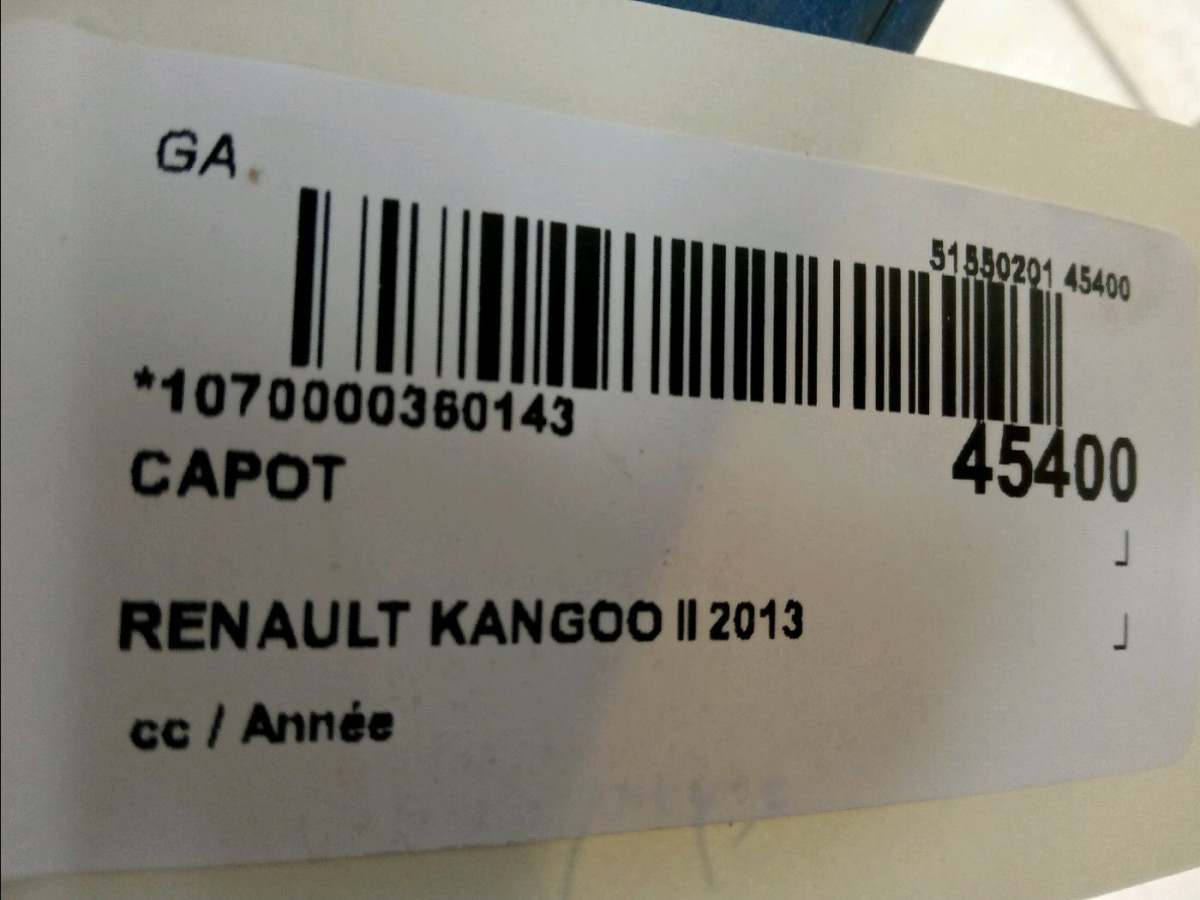 GA
51550201 45400
*1070000360143
CAPOT
45400
RENAULT KANGOO II 2013
cc / Année